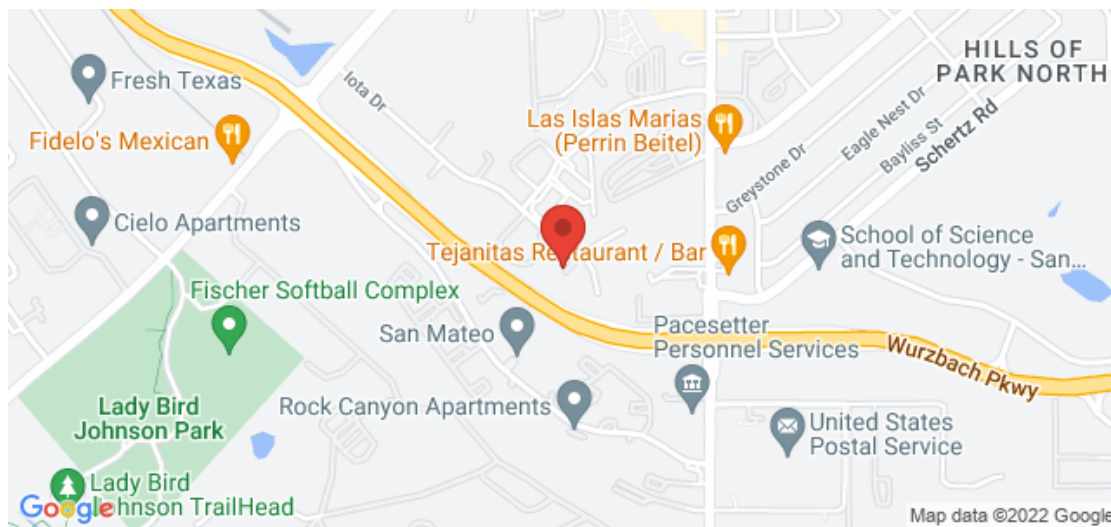 HILLS OF
PARK NORTH
Fresh Texas
Iota Dr
Fidelo's Mexican
Las Islas Marias
(Perrin Beitel)
Eagle Nest Dr
Bayliss St
Schertz Rd
Greystone Dr
Cielo Apartments
Tejanitas Restaurant / Bar
School of Science
and Technology - San...
Fischer Softball Complex
San Mateo
Pacesetter
Personnel Services
Wurzbach Pkwy
Rock Canyon Apartments
Lady Bird
Johnson Park
United States
Postal Service
Lady Bird
Johnson TrailHead
Google
Map data ©2022 Google